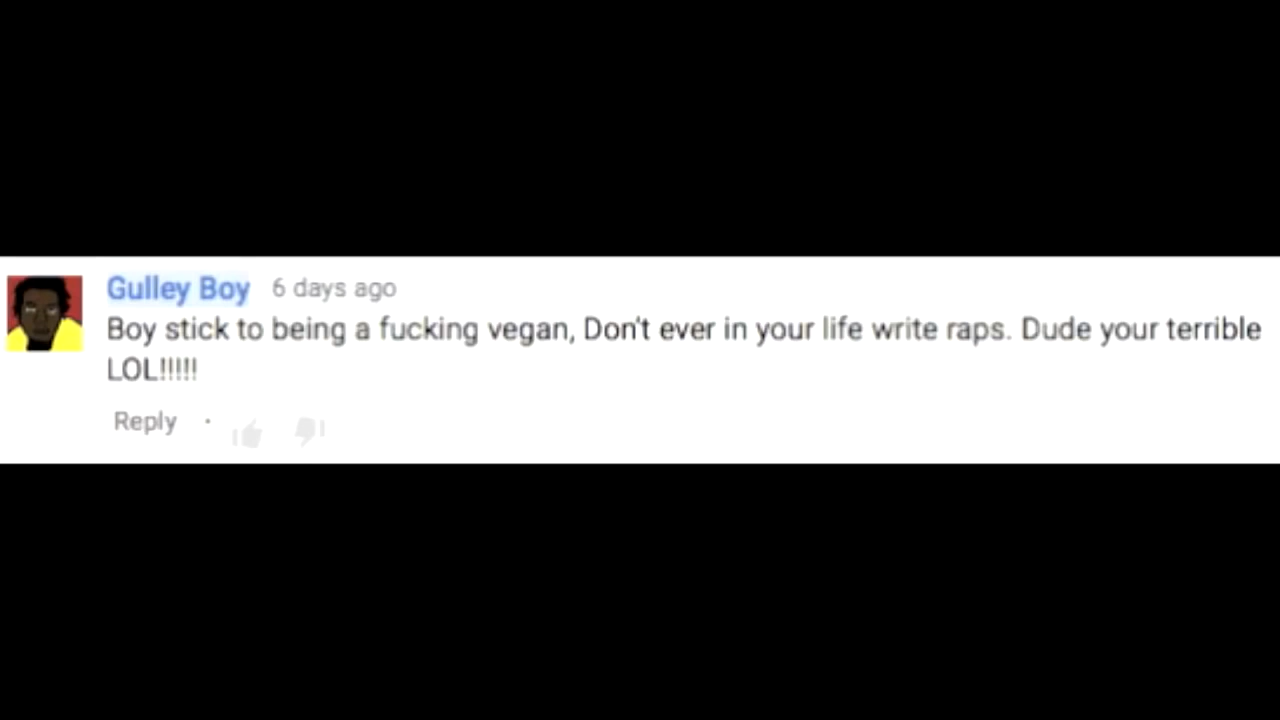 Gulley Boy 6 days ago
Boy stick to being a fucking vegan, Don't ever in your life write raps. Dude your terrible
LOL!!!!!
Reply ·